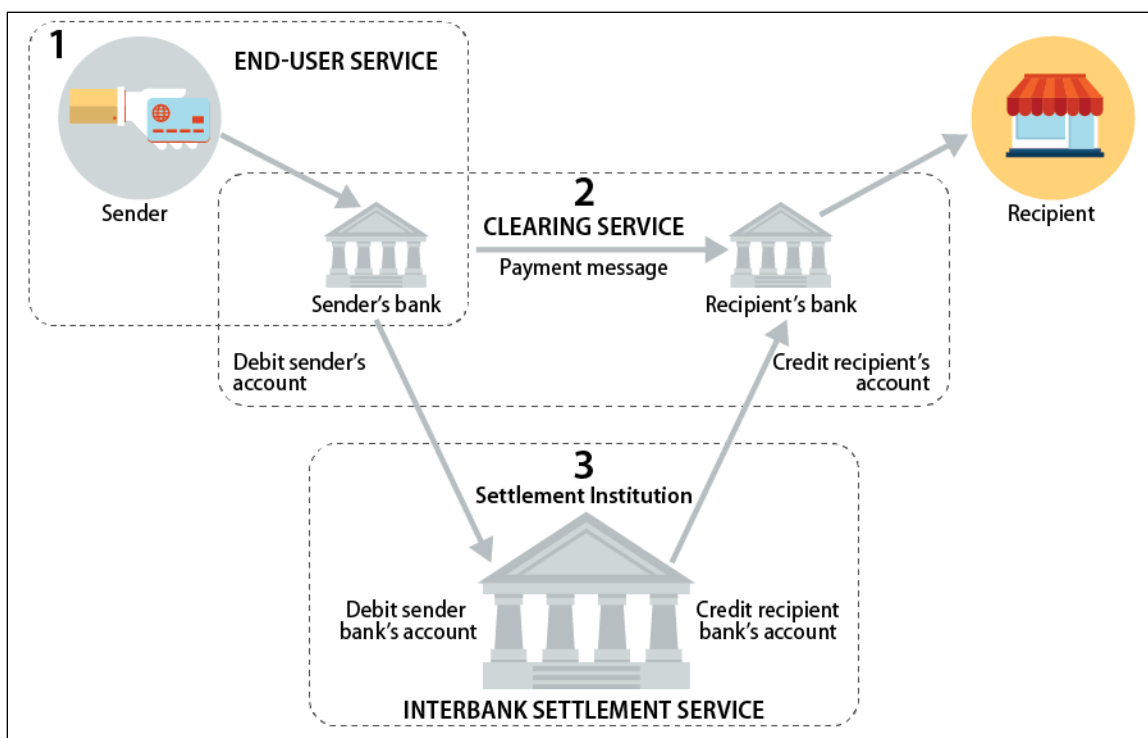 1
END-USER SERVICE
Sender
Recipient
2
CLEARING SERVICE
Payment message
Sender’s bank
Recipient’s bank
Debit sender’s
account
Credit recipient’s
account
3
Settlement Institution
Debit sender
bank’s account
Credit recipient
bank’s account
INTERBANK SETTLEMENT SERVICE